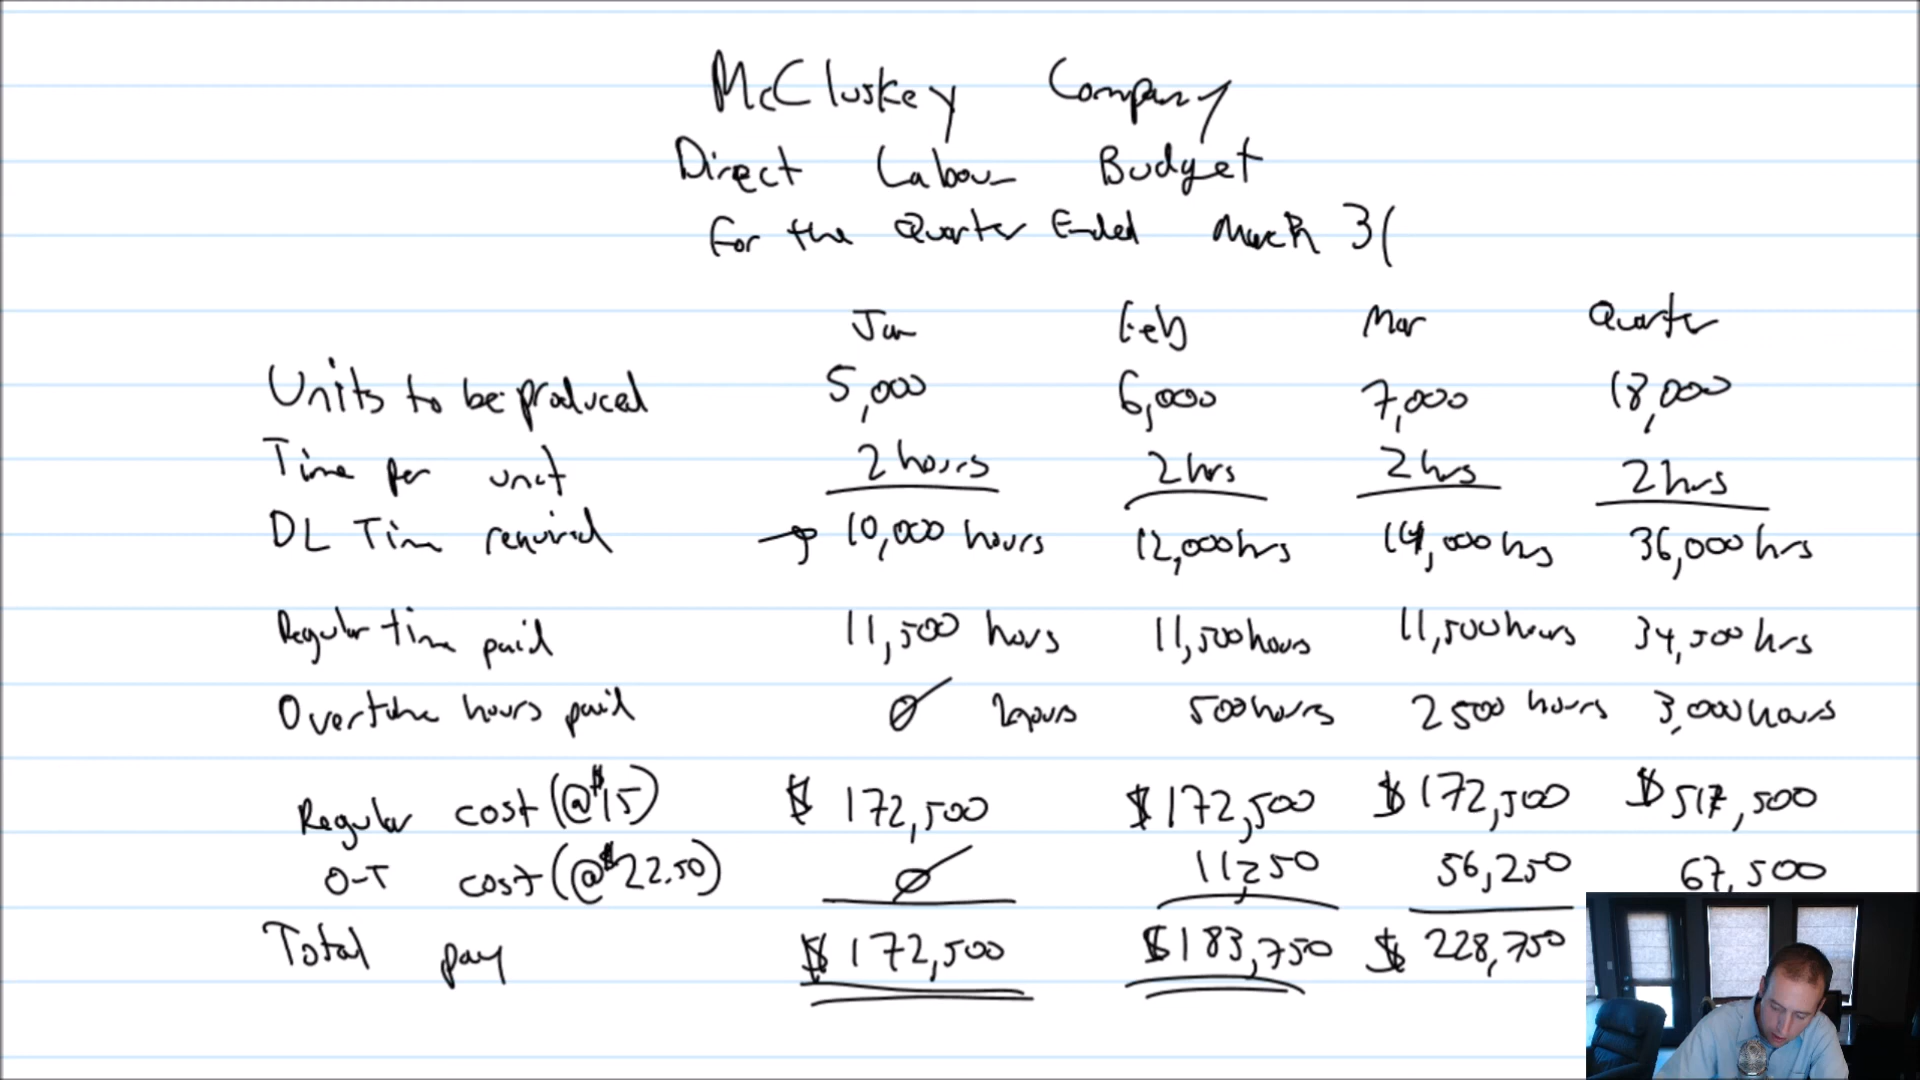 McCluskey Company
Direct Labour Budget
For the Quarter Ended March 31
Jan Feb Mar Quarter
Units to be produced 5,000 6,000 7,000 18,000
Time per unit 2 hours 2 hrs 2 hrs 2 hrs
DL Time required → 10,000 hours 12,000 hrs 14,000 hrs 36,000 hrs
Regular time paid 11,500 hours 11,500 hours 11,500 hours 34,500 hrs
Overtime hours paid Ø hours 500 hours 2500 hours 3,000 hours
Regular cost (@$15) $ 172,500 $172,500 $172,500 $517,500
O-T cost (@$22.50) Ø 11,250 56,250 67,500
Total pay $172,500 $183,750 $228,750